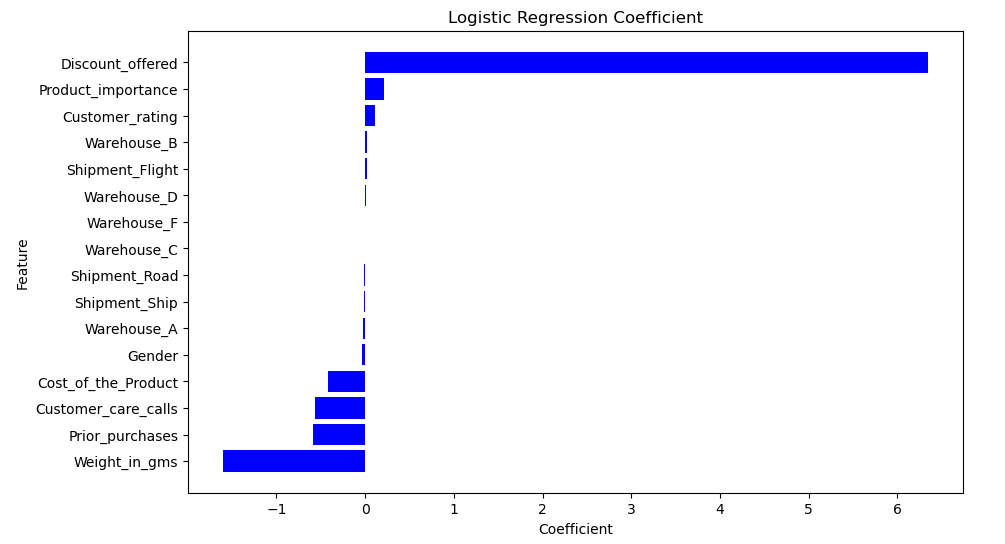 Logistic Regression Coefficient
Discount_offered
Product_importance
Customer_rating
Warehouse_B
Shipment_Flight
Warehouse_D
Warehouse_F
Warehouse_C
Shipment_Road
Shipment_Ship
Warehouse_A
Gender
Cost_of_the_Product
Customer_care_calls
Prior_purchases
Weight_in_gms
Feature
−1 0 1 2 3 4 5 6
Coefficient